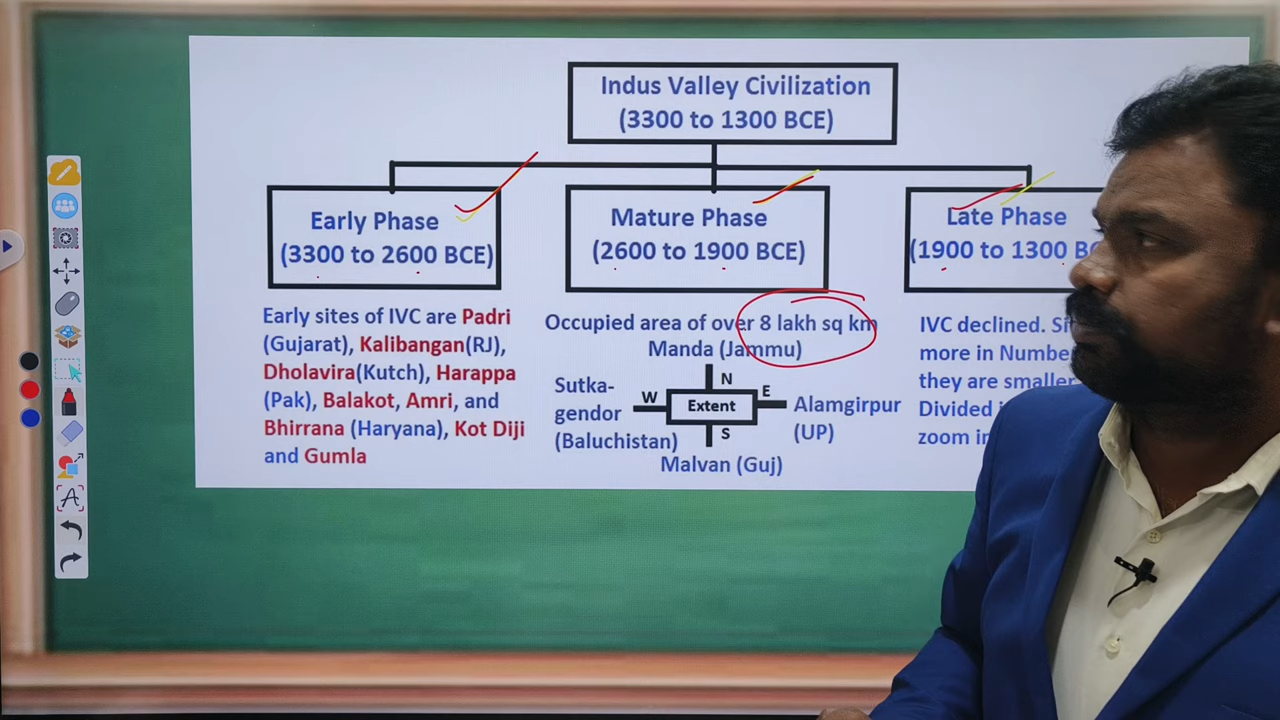 Indus Valley Civilization
(3300 to 1300 BCE)
Early Phase
(3300 to 2600 BCE)
Mature Phase
(2600 to 1900 BCE)
Late Phase
(1900 to 1300
Early sites of IVC are Padri
(Gujarat), Kalibangan(RJ),
Dholavira(Kutch), Harappa
(Pak), Balakot, Amri, and
Bhirrana (Haryana), Kot Diji
and Gumla
Occupied area of over 8 lakh sq km
Manda (Jammu)
N
W
E
S
Extent
Sutka-
gendor
(Baluchistan)
Alamgirpur
(UP)
Malvan (Guj)
IVC declined.
more in
they are smaller
Divided
zoom
A